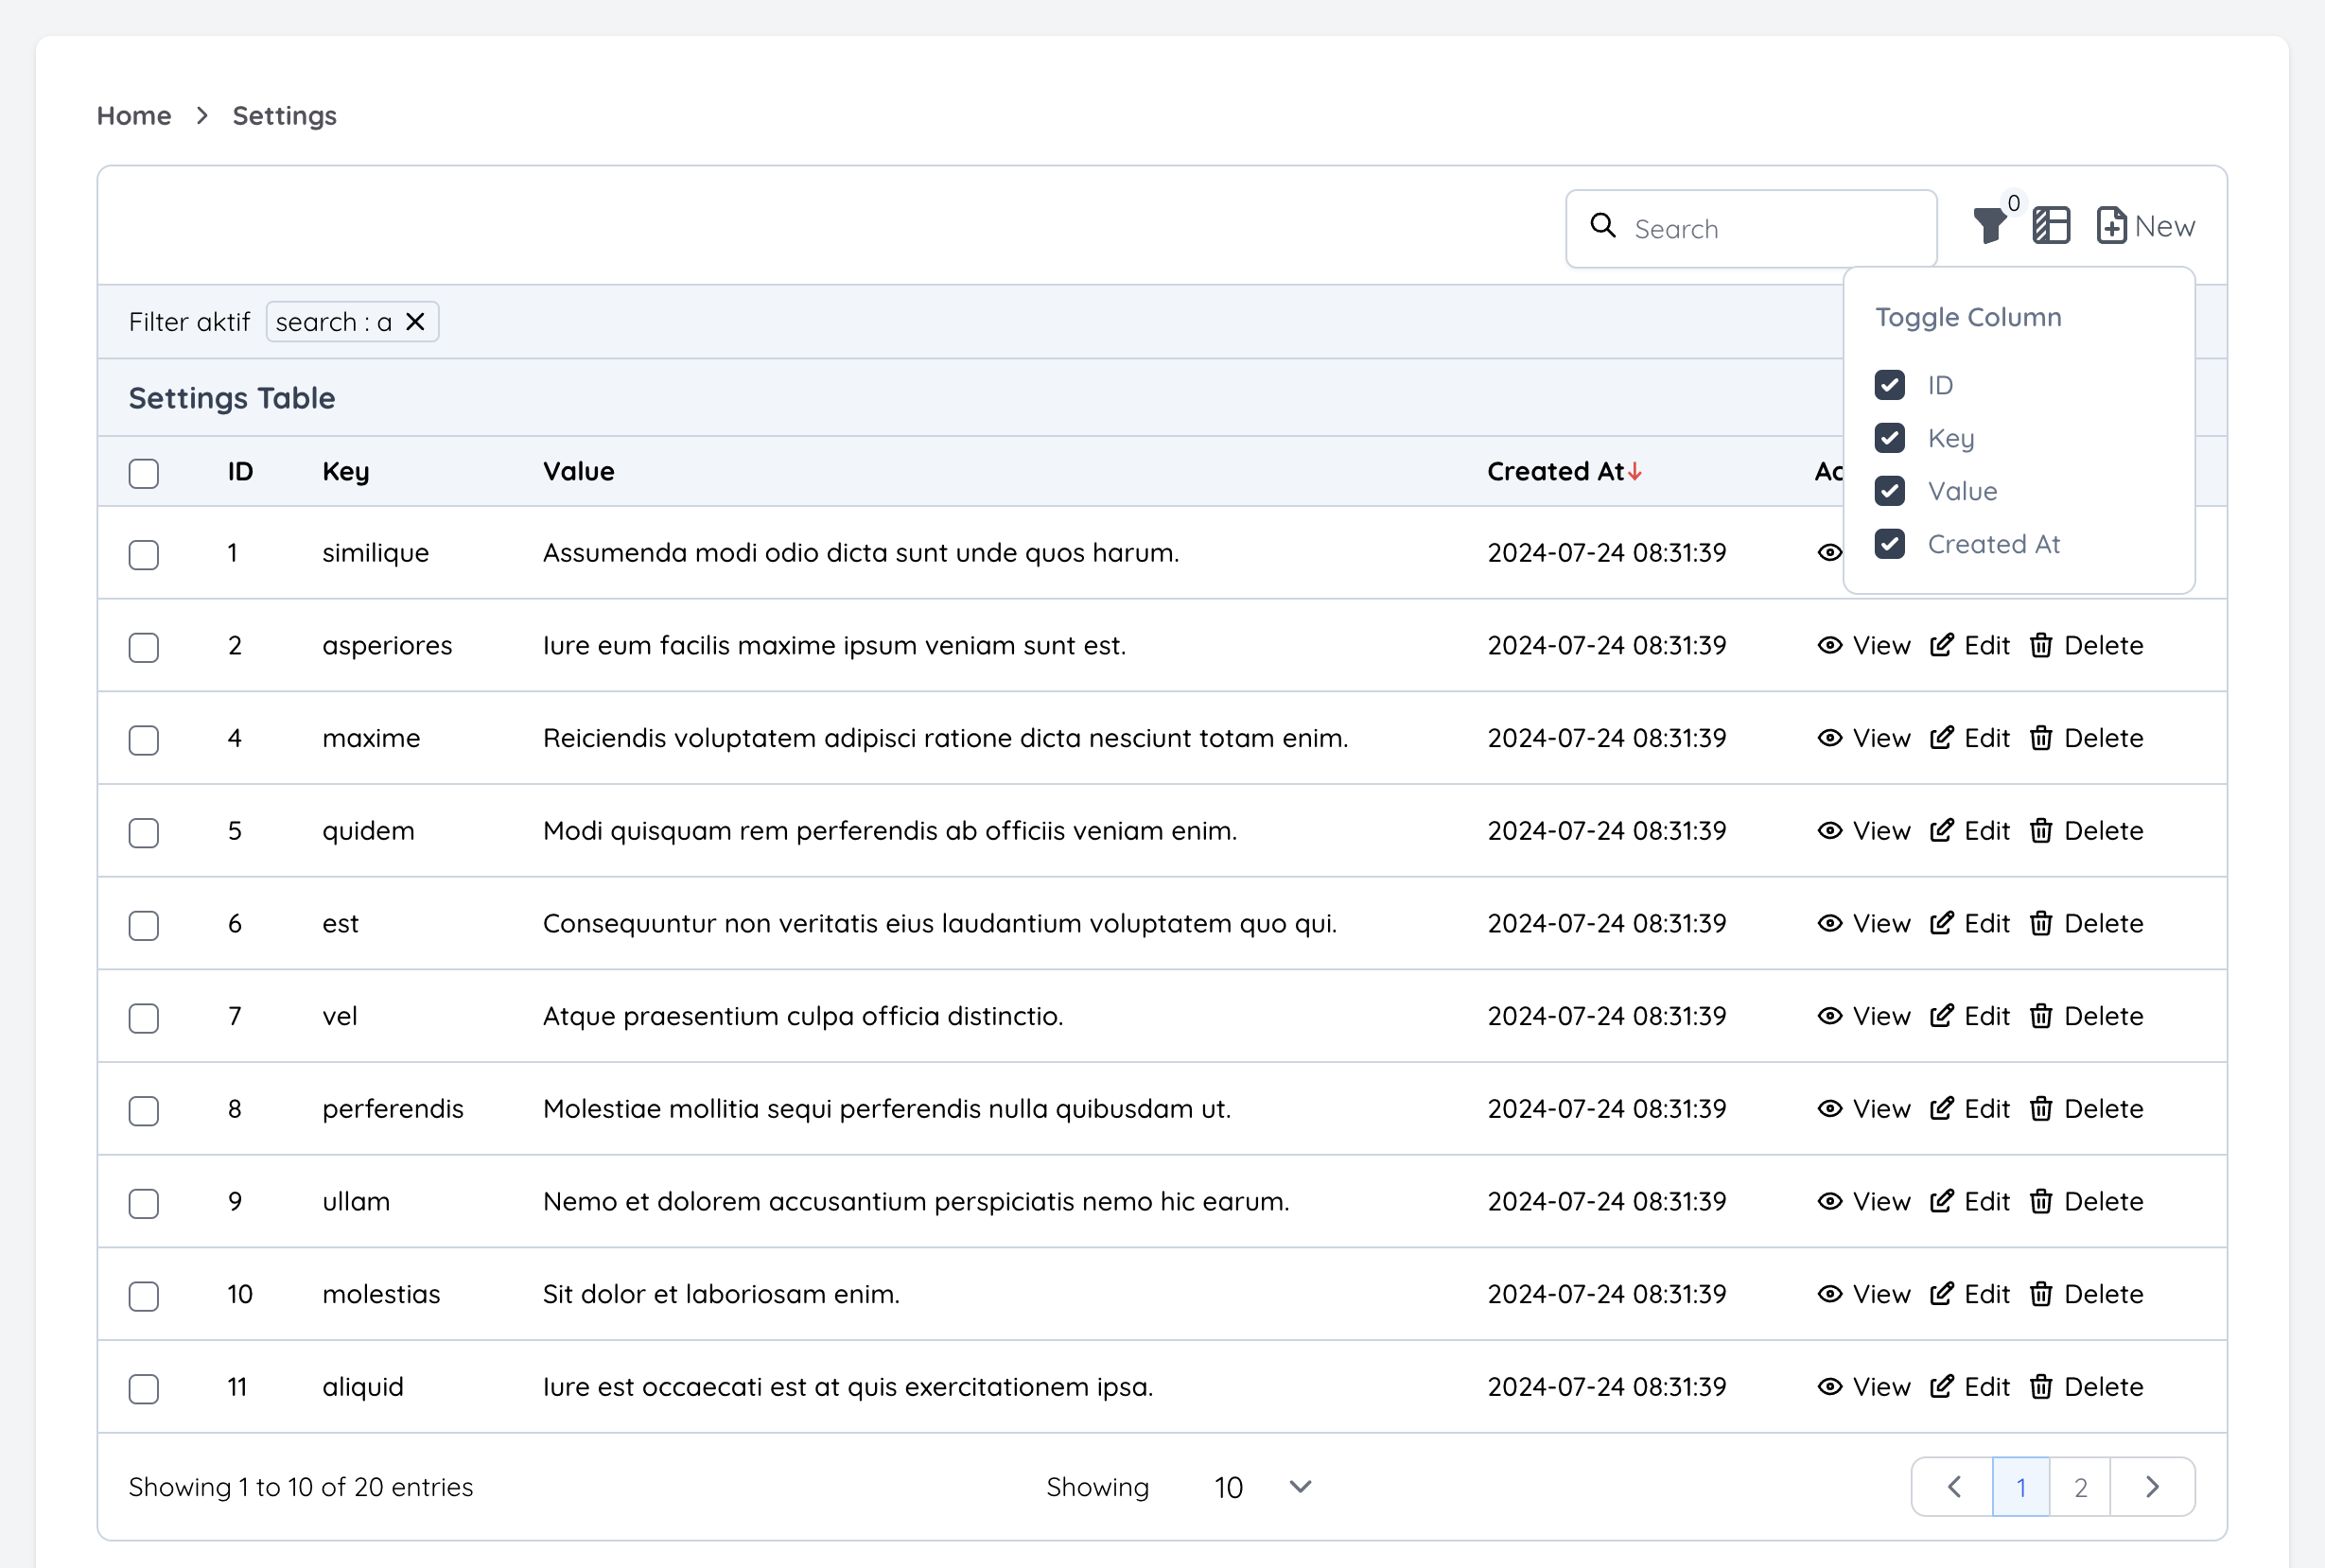 Home Settings
Search 0 New
Filter aktif search : a
Toggle Column
ID
Key
Value
Created At
Settings Table
ID Key Value Created At
1 similique Assumenda modi odio dicta sunt unde quos harum. 2024-07-24 08:31:39
2 asperiores Iure eum facilis maxime ipsum veniam sunt est. 2024-07-24 08:31:39 View Edit Delete
4 maxime Reiciendis voluptatem adipisci ratione dicta nesciunt totam enim. 2024-07-24 08:31:39 View Edit Delete
5 quidem Modi quisquam rem perferendis ab officiis veniam enim. 2024-07-24 08:31:39 View Edit Delete
6 est Consequuntur non veritatis eius laudantium voluptatem quo qui. 2024-07-24 08:31:39 View Edit Delete
7 vel Atque praesentium culpa officia distinctio. 2024-07-24 08:31:39 View Edit Delete
8 perferendis Molestiae mollitia sequi perferendis nulla quibusdam ut. 2024-07-24 08:31:39 View Edit Delete
9 ullam Nemo et dolorem accusantium perspiciatis nemo hic earum. 2024-07-24 08:31:39 View Edit Delete
10 molestias Sit dolor et laboriosam enim. 2024-07-24 08:31:39 View Edit Delete
11 aliquid Iure est occaecati est at quis exercitationem ipsa. 2024-07-24 08:31:39 View Edit Delete
Showing 1 to 10 of 20 entries Showing 10 1 2